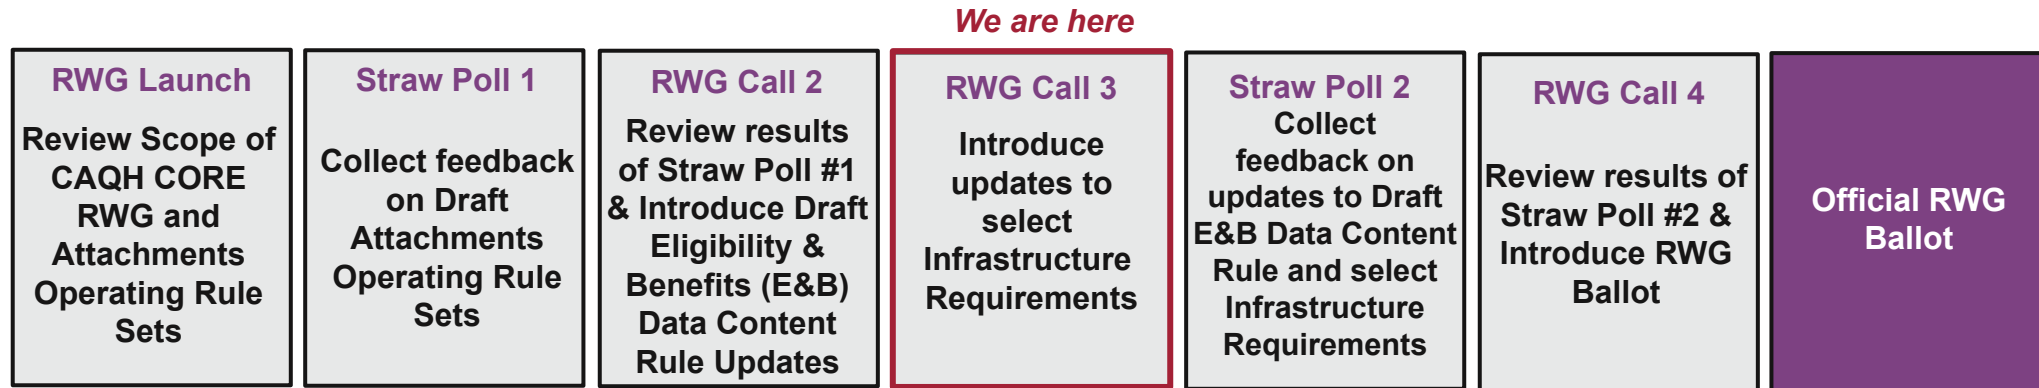 We are here
RWG Launch
Review Scope of
CAQH CORE
RWG and
Attachments
Operating Rule
Sets
Straw Poll 1
Collect feedback
on Draft
Attachments
Operating Rule
Sets
RWG Call 2
Review results
of Straw Poll #1
& Introduce Draft
Eligibility &
Benefits (E&B)
Data Content
Rule Updates
RWG Call 3
Introduce
updates to
select
Infrastructure
Requirements
Straw Poll 2
Collect
feedback on
updates to Draft
E&B Data Content
Rule and select
Infrastructure
Requirements
RWG Call 4
Review results of
Straw Poll #2 &
Introduce RWG
Ballot
Official RWG
Ballot